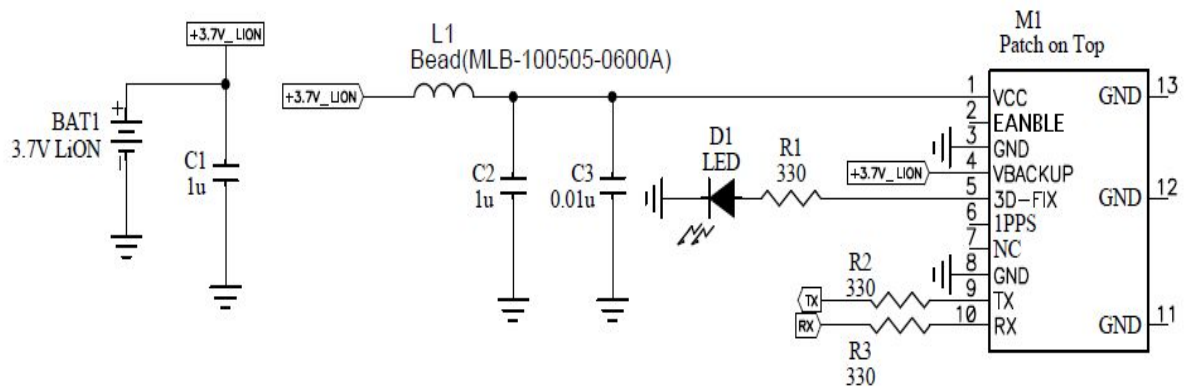 +3.7V_LION
BAT1
3.7V LiON
+
C1
1u
L1
Bead(MLB-100505-0600A)
+3.7V_LION
C2
1u
C3
0.01u
D1
LED
R1
330
+3.7V_LION
R2
330
TX
RX
R3
330
M1
Patch on Top
1 VCC GND 13
2 EANBLE
3 GND
4 VBACKUP
5 3D-FIX GND 12
6 1PPS
7 NC
8 GND
9 TX
10 RX GND 11